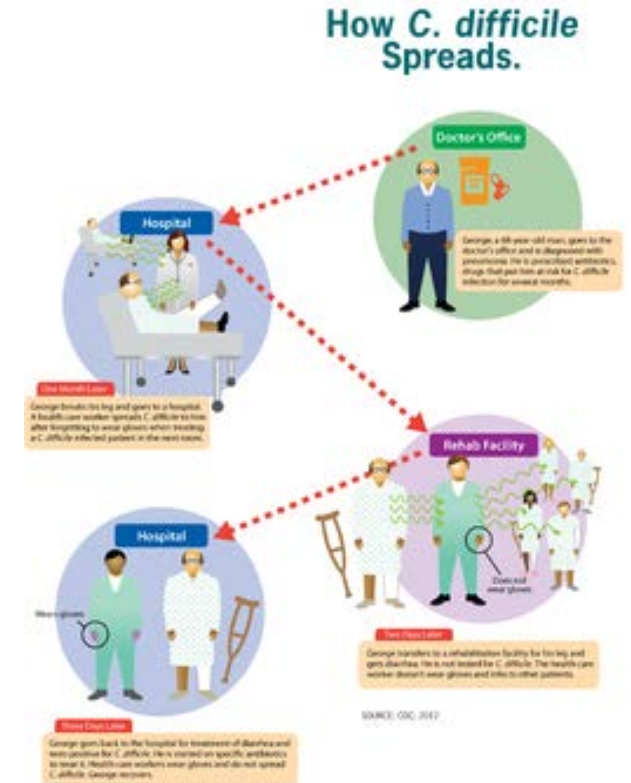 How C. difficile
Spreads.
Doctor's Office
George, a 68-year-old man, goes to the
doctor's office and is diagnosed with
pneumonia. He is prescribed antibiotics,
drugs that put him at risk for C. difficile
infection for several months.
Hospital
One Month Later
George breaks his leg and goes to a hospital.
A health care worker spreads C. difficile to him
after forgetting to wear gloves when treating
a C. difficile infected patient in the next room.
Rehab Facility
Does not
wear gloves
Two Days Later
George transfers to a rehabilitation facility for his leg and
gets diarrhea. He is not tested for C. difficile. The health care
worker doesn't wear gloves and infects other patients.
Hospital
Wears gloves
Three Days Later
George goes back to the hospital for treatment of diarrhea and
tests positive for C. difficile. He is started on specific antibiotics
to treat it. Health care workers wear gloves and do not spread
C. difficile. George recovers.
SOURCE: CDC, 2012